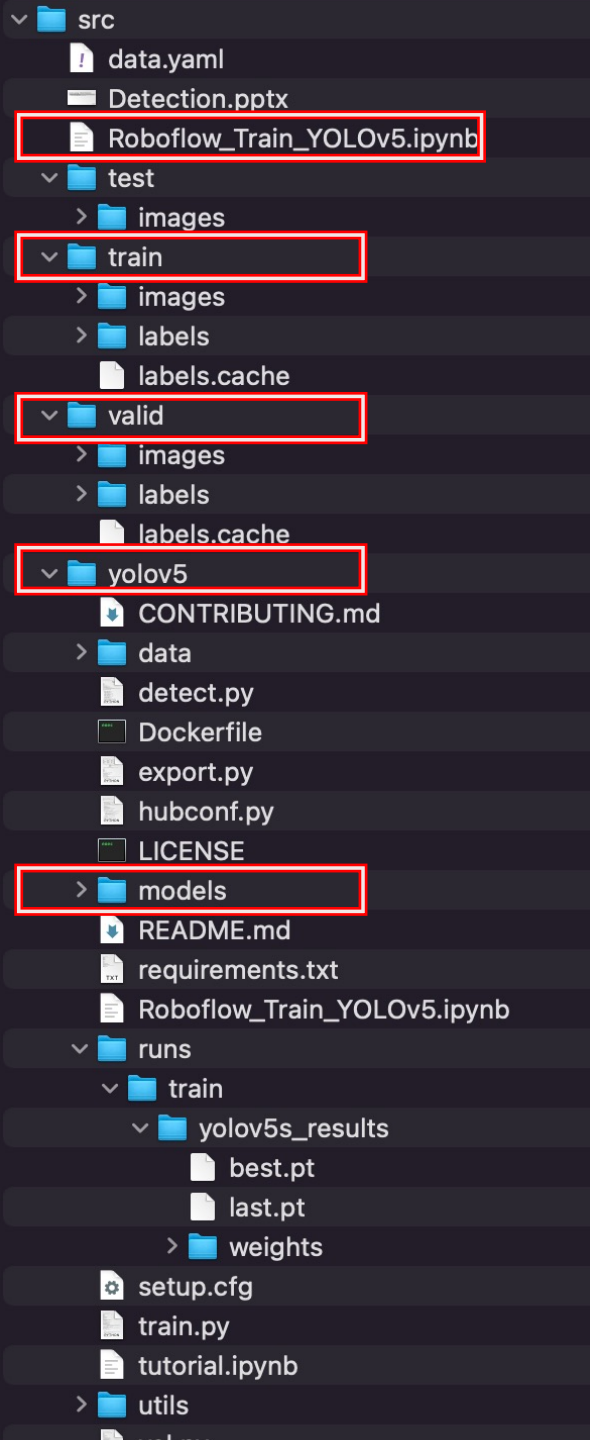 src
data.yaml
Detection.pptx
Roboflow_Train_YOLOv5.ipynb
test
images
train
images
labels
labels.cache
valid
images
labels
labels.cache
yolov5
CONTRIBUTING.md
data
detect.py
Dockerfile
export.py
hubconf.py
LICENSE
models
README.md
requirements.txt
Roboflow_Train_YOLOv5.ipynb
runs
train
yolov5s_results
best.pt
last.pt
weights
setup.cfg
train.py
tutorial.ipynb
utils